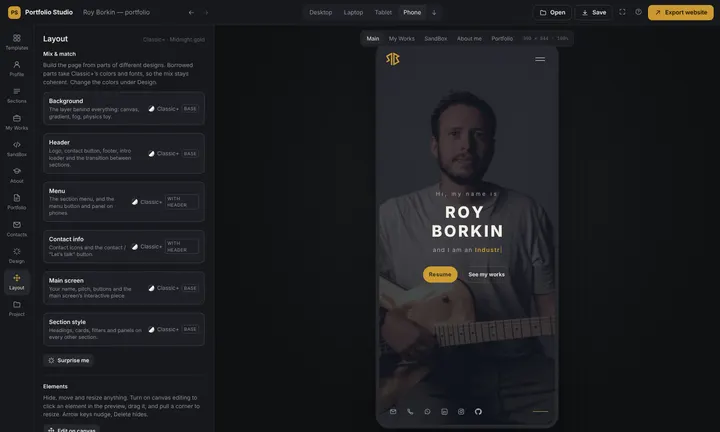 PS
Portfolio Studio
Roy Borkin — portfolio
Desktop
Laptop
Tablet
Phone
Open
Save
Export website
Templates
Profile
Sections
My Works
SandBox
About
Portfolio
Contacts
Design
Layout
Project
Layout
Classic+ · Midnight gold
Mix & match
Build the page from parts of different designs. Borrowed
parts take Classic+'s colors and fonts, so the mix stays
coherent. Change the colors under Design.
Background
The layer behind everything: canvas,
gradient, fog, physics toy.
Classic+
BASE
Header
Logo, contact button, footer, intro
loader and the transition between
sections.
Classic+
BASE
Menu
The section menu, and the
menu button and panel on
phones.
Classic+
WITH
HEADER
Contact info
Contact icons and the contact /
"Let's talk" button.
Classic+
WITH
HEADER
Main screen
Your name, pitch, buttons and the
main screen's interactive piece.
Classic+
BASE
Section style
Headings, cards, filters and panels on
every other section.
Classic+
BASE
Surprise me
Elements
Hide, move and resize anything. Turn on canvas editing to
click an element in the preview, drag it, and pull a corner to
resize. Arrow keys nudge, Delete hides.
Edit on canvas
Main
My Works
SandBox
About me
Portfolio
Hi, my name is
ROY
BORKIN
and I am an Industr
Resume
See my works